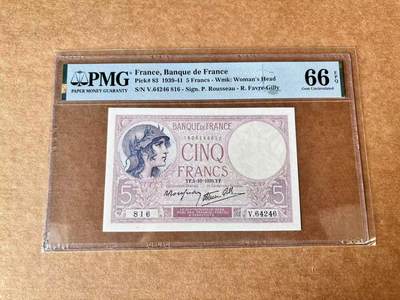 PMG
PAPER MONEY GUARANTY
France, Banque de France
Pick# 83 1939-41 5 Francs - Wmk: Woman's Head
S/N V.64246 816 - Sign. P. Rousseau - R. Favre-Gilly
66 EPQ
Gem Uncirculated
BANQUE DE FRANCE
CINQ
FRANCS
5
5
816
V.64246